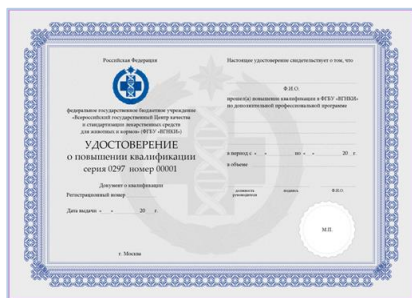 Российская Федерация
федеральное государственное бюджетное учреждение
«Всероссийский государственный Центр качества
и стандартизации лекарственных средств
для животных и кормов» (ФГБУ «ВГНКИ»)
УДОСТОВЕРЕНИЕ
о повышении квалификации
серия 0297 номер 00001
Документ о квалификации
Регистрационный номер
Дата выдачи: « » 20 г.
г. Москва
Настоящее удостоверение свидетельствует о том, что
Ф.И.О.
прошел(а) повышение квалификации в ФГБУ «ВГНКИ»
по дополнительной профессиональной программе
в период с « » по « » 20 г.
в объеме
должность подпись Ф.И.О.
руководителя
М.П.